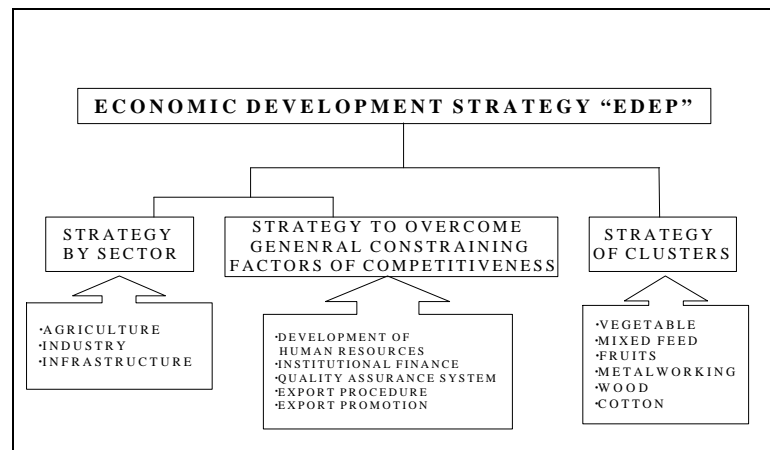 ECONOMIC DEVELOPMENT STRATEGY “EDEP”
STRATEGY
BY SECTOR
STRATEGY TO OVERCOME
GENENRAL CONSTRAINING
FACTORS OF COMPETITIVENESS
STRATEGY
OF CLUSTERS
·AGRICULTURE
·INDUSTRY
·INFRASTRUCTURE
·DEVELOPMENT OF
HUMAN RESOURCES
·INSTITUTIONAL FINANCE
·QUALITY ASSURANCE SYSTEM
·EXPORT PROCEDURE
·EXPORT PROMOTION
·VEGETABLE
·MIXED FEED
·FRUITS
·METALWORKING
·WOOD
·COTTON